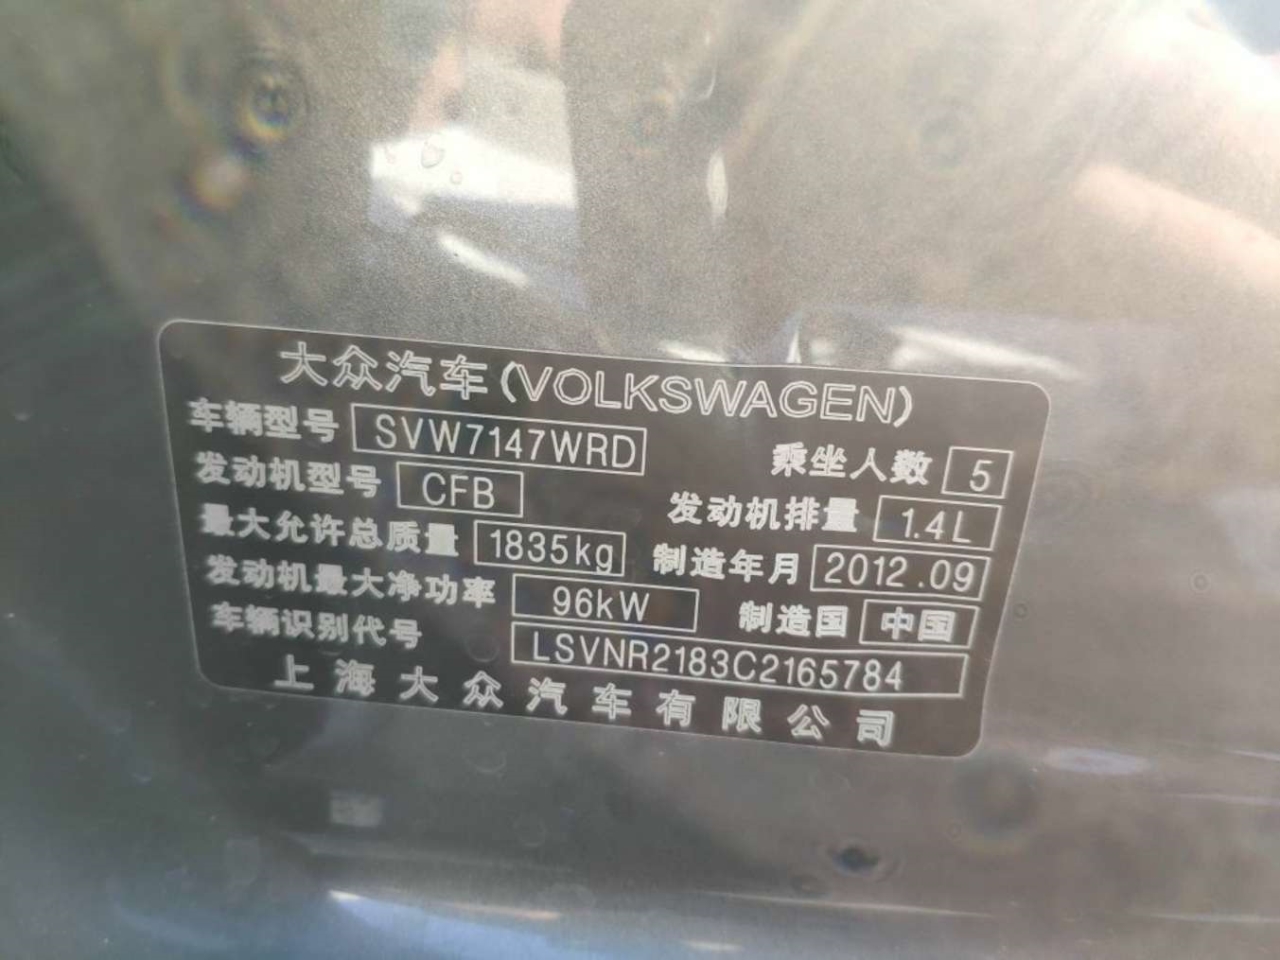 大众汽车(VOLKSWAGEN)
车辆型号 SVW7147WRD 乘坐人数 5
发动机型号 CFB 发动机排量 1.4L
最大允许总质量 1835kg 制造年月 2012.09
发动机最大净功率 96kW 制造国 中国
车辆识别代号 LSVNR2183C2165784
上海大众汽车有限公司